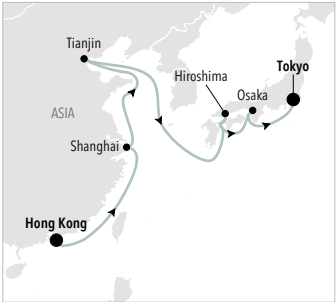 Tianjin
Tokyo
Hiroshima
Osaka
ASIA
Shanghai
Hong Kong